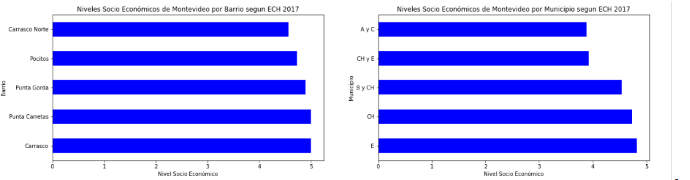 Niveles Socio Económicos de Montevideo por Barrio segun ECH 2017
Carrasco Norte
Pocitos
Punta Gorda
Punta Carretas
Carrasco
Barrio
0 1 2 3 4 5
Nivel Socio Económico
Niveles Socio Económicos de Montevideo por Municipio segun ECH 2017
A y C
CH y E
B y CH
CH
E
Municipio
0 1 2 3 4 5
Nivel Socio Económico